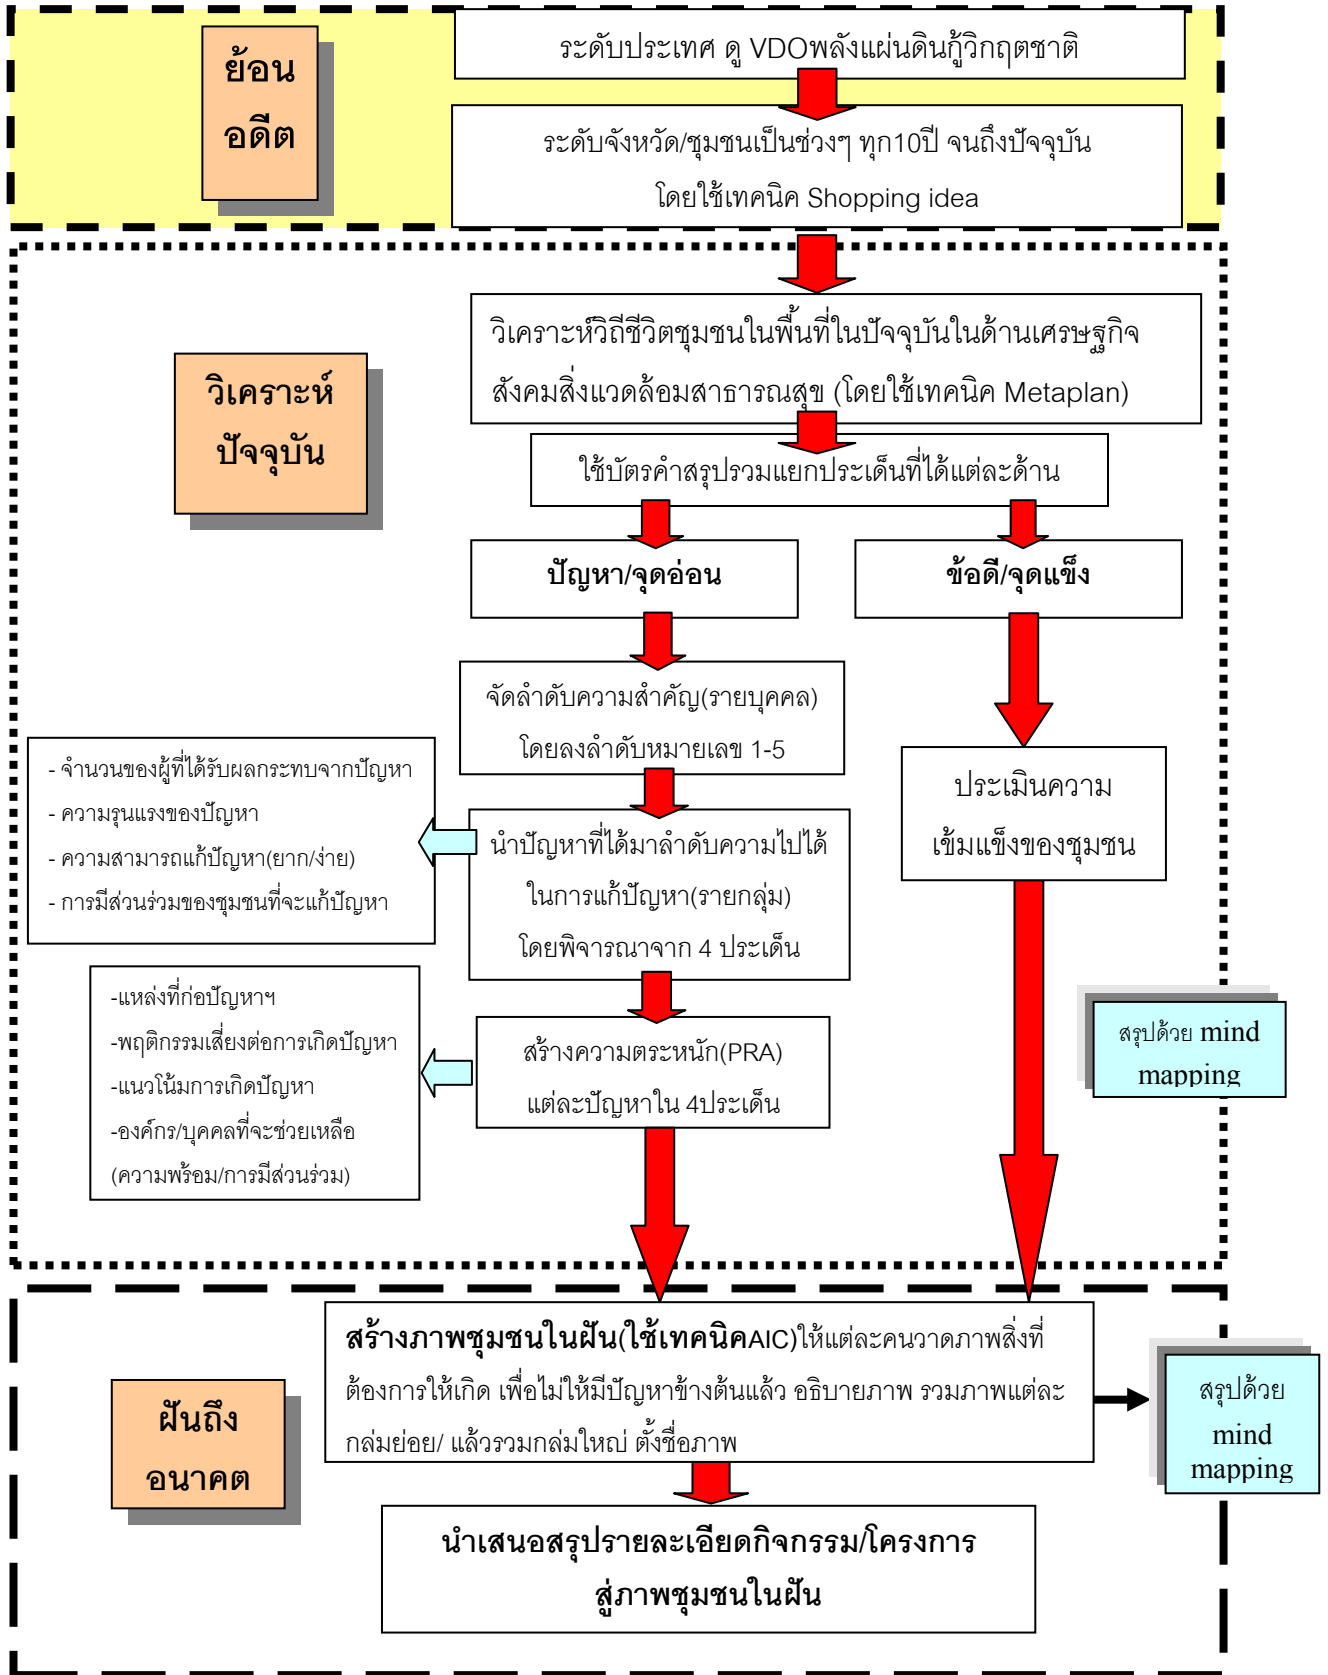 ย้อน
อดีต
ระดับประเทศ ดู VDOพลังแผ่นดินกู้วิกฤตชาติ
ระดับจังหวัด/ชุมชนเป็นช่วงๆ ทุก10ปี จนถึงปัจจุบัน
โดยใช้เทคนิค Shopping idea
วิเคราะห์
ปัจจุบัน
วิเคราะห์วิถีชีวิตชุมชนในพื้นที่ในปัจจุบันในด้านเศรษฐกิจ
สังคมสิ่งแวดล้อมสาธารณสุข (โดยใช้เทคนิค Metaplan)
ใช้บัตรคำสรุปรวมแยกประเด็นที่ได้แต่ละด้าน
ปัญหา/จุดอ่อน
ข้อดี/จุดแข็ง
จัดลำดับความสำคัญ(รายบุคคล)
โดยลงลำดับหมายเลข 1-5
- จำนวนของผู้ที่ได้รับผลกระทบจากปัญหา
- ความรุนแรงของปัญหา
- ความสามารถแก้ปัญหา(ยาก/ง่าย)
- การมีส่วนร่วมของชุมชนที่จะแก้ปัญหา
นำปัญหาที่ได้มาลำดับความไปได้
ในการแก้ปัญหา(รายกลุ่ม)
โดยพิจารณาจาก 4 ประเด็น
ประเมินความ
เข้มแข็งของชุมชน
-แหล่งที่ก่อปัญหาฯ
-พฤติกรรมเสี่ยงต่อการเกิดปัญหา
-แนวโน้มการเกิดปัญหา
-องค์กร/บุคคลที่จะช่วยเหลือ
(ความพร้อม/การมีส่วนร่วม)
สร้างความตระหนัก(PRA)
แต่ละปัญหาใน 4ประเด็น
สรุปด้วย mind
mapping
ฝันถึง
อนาคต
สร้างภาพชุมชนในฝัน(ใช้เทคนิคAIC)ให้แต่ละคนวาดภาพสิ่งที่
ต้องการให้เกิด เพื่อไม่ให้มีปัญหาข้างต้นแล้ว อธิบายภาพ รวมภาพแต่ละ
กลุ่มย่อย/ แล้วรวมกลุ่มใหญ่ ตั้งชื่อภาพ
สรุปด้วย
mind
mapping
นำเสนอสรุปรายละเอียดกิจกรรม/โครงการ
สู่ภาพชุมชนในฝัน